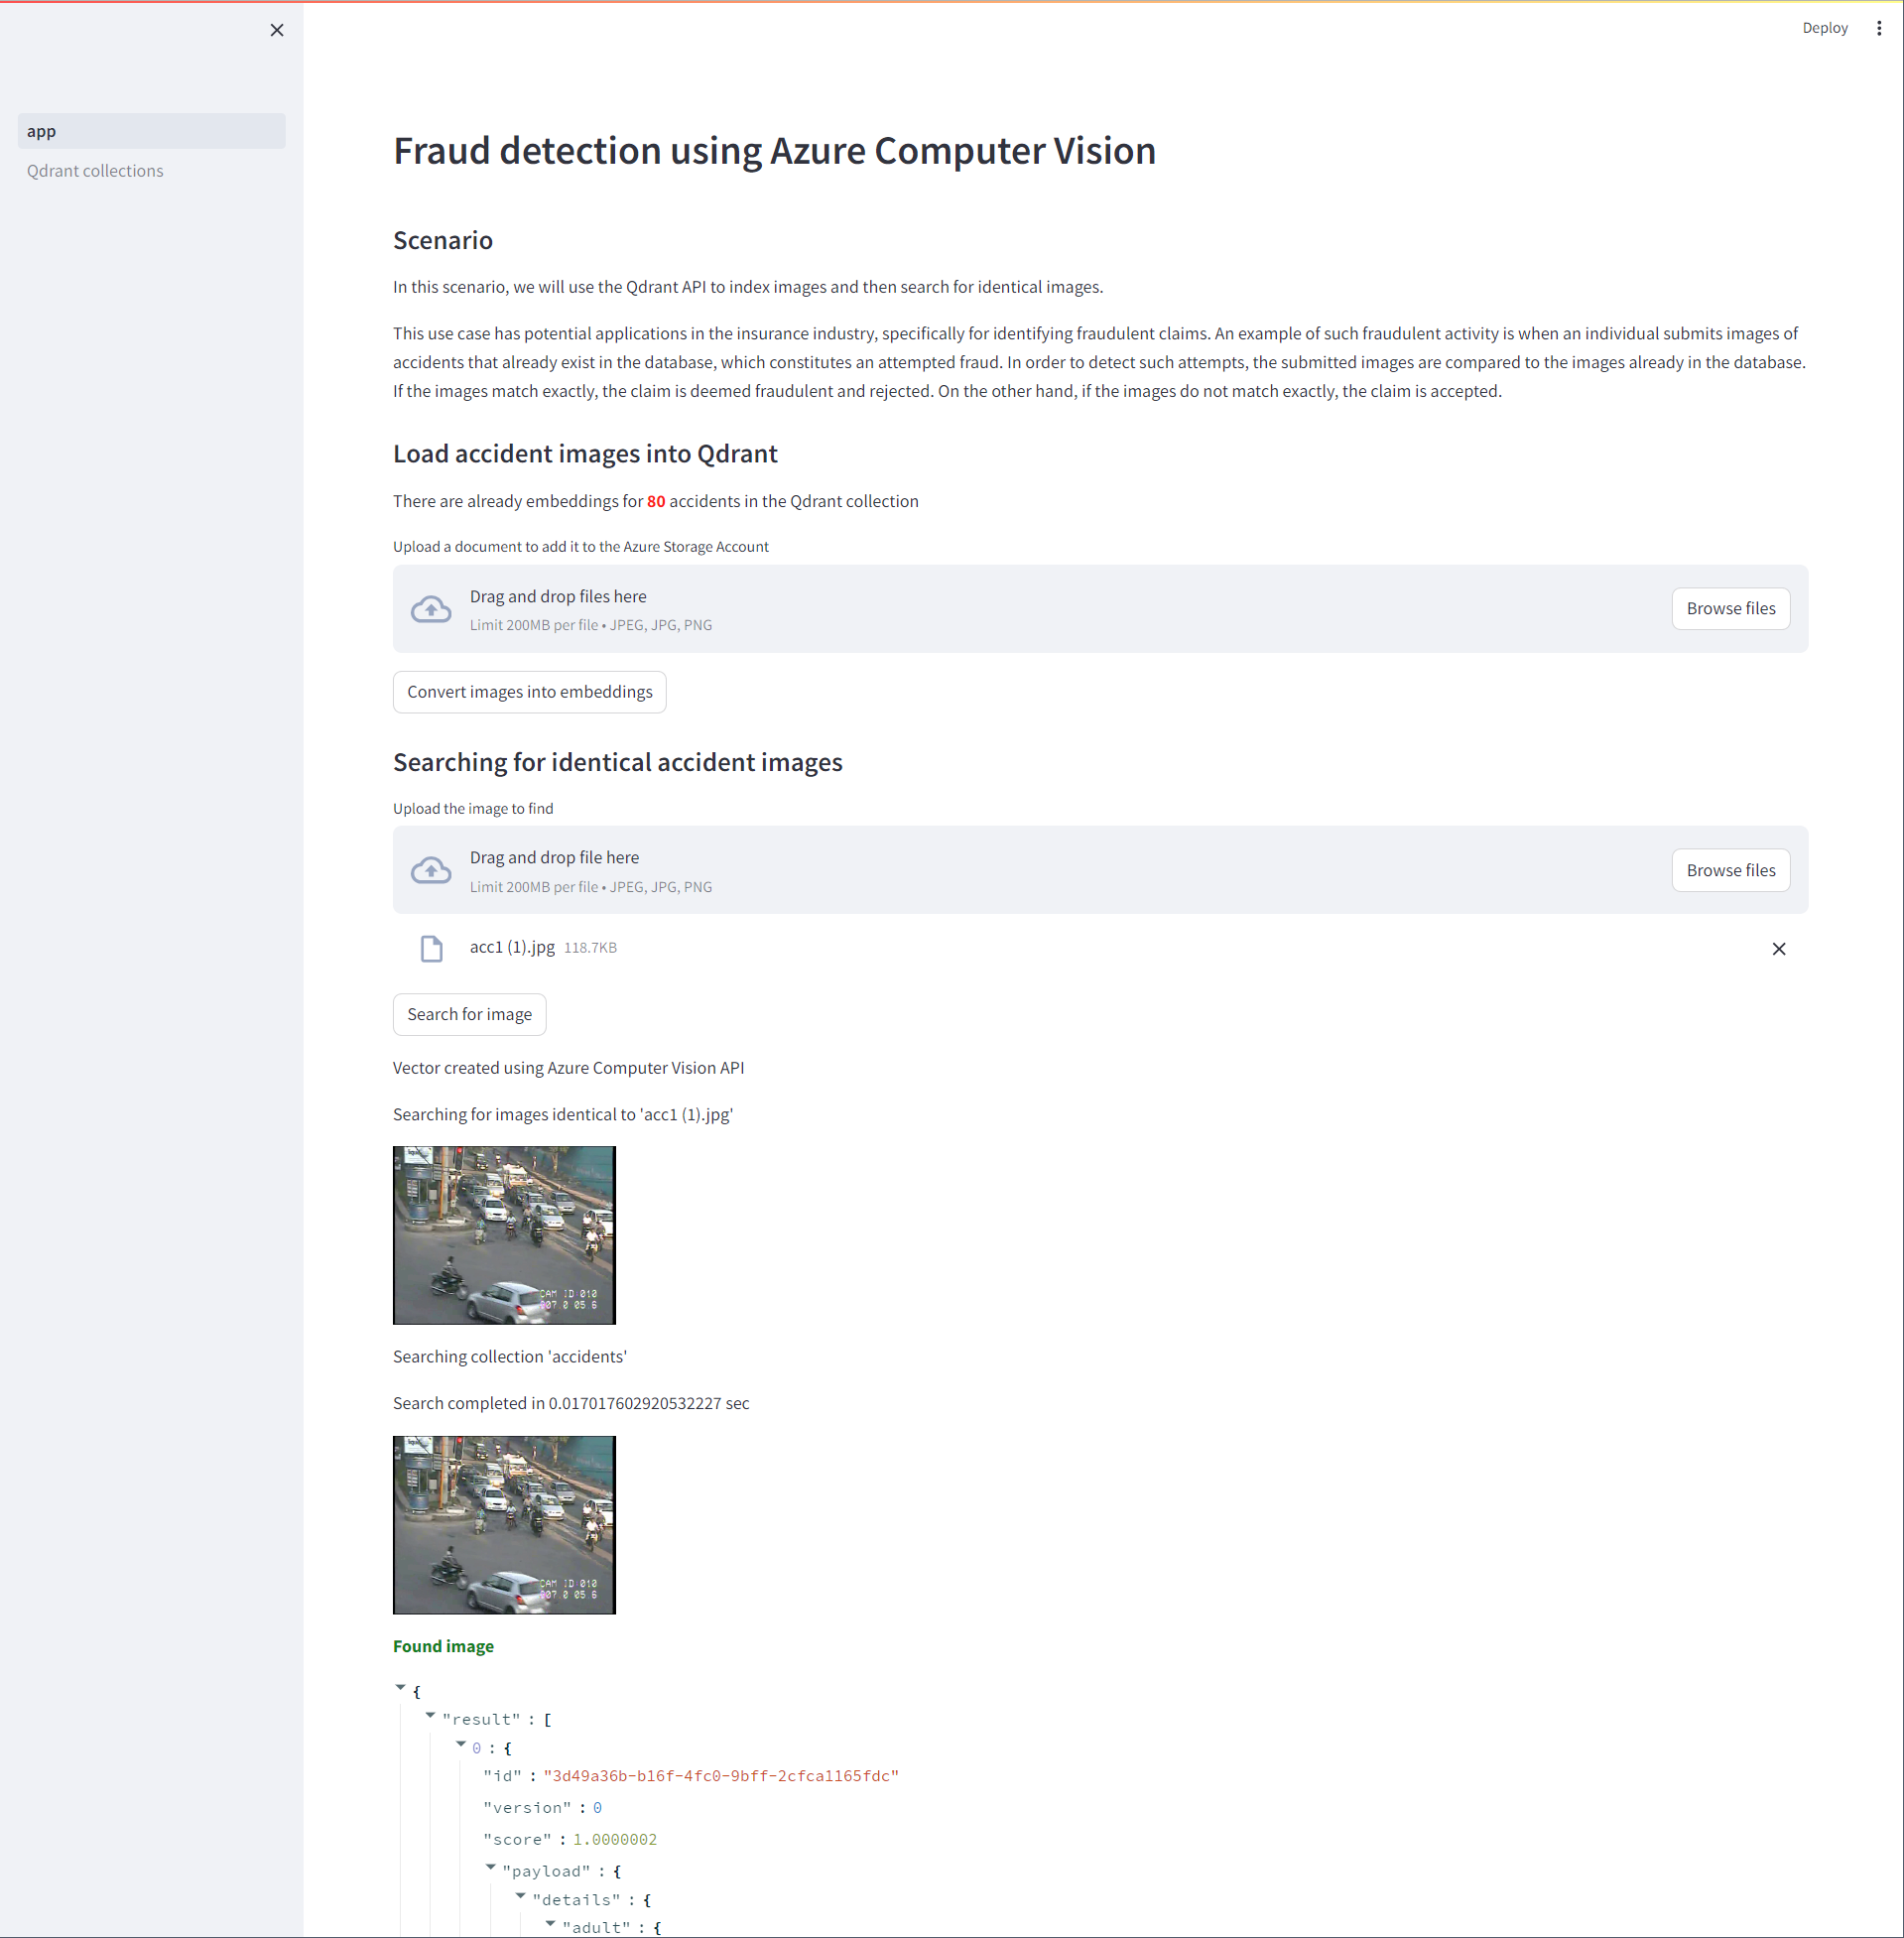 Deploy
app
Qdrant collections
Fraud detection using Azure Computer Vision
Scenario
In this scenario, we will use the Qdrant API to index images and then search for identical images.
This use case has potential applications in the insurance industry, specifically for identifying fraudulent claims. An example of such fraudulent activity is when an individual submits images of
accidents that already exist in the database, which constitutes an attempted fraud. In order to detect such attempts, the submitted images are compared to the images already in the database.
If the images match exactly, the claim is deemed fraudulent and rejected. On the other hand, if the images do not match exactly, the claim is accepted.
Load accident images into Qdrant
There are already embeddings for 80 accidents in the Qdrant collection
Upload a document to add it to the Azure Storage Account
Drag and drop files here
Limit 200MB per file • JPEG, JPG, PNG
Browse files
Convert images into embeddings
Searching for identical accident images
Upload the image to find
Drag and drop file here
Limit 200MB per file • JPEG, JPG, PNG
Browse files
acc1 (1).jpg 118.7KB
Search for image
Vector created using Azure Computer Vision API
Searching for images identical to 'acc1 (1).jpg'
CAM ID:010
Searching collection 'accidents'
Search completed in 0.017017602920532227 sec
CAM ID:010
Found image
{
"result" : [
0 : {
"id" : "3d49a36b-b16f-4fc0-9bff-2cfca1165fdc"
"version" : 0
"score" : 1.0000002
"payload" : {
"details" : {
"adult" : {